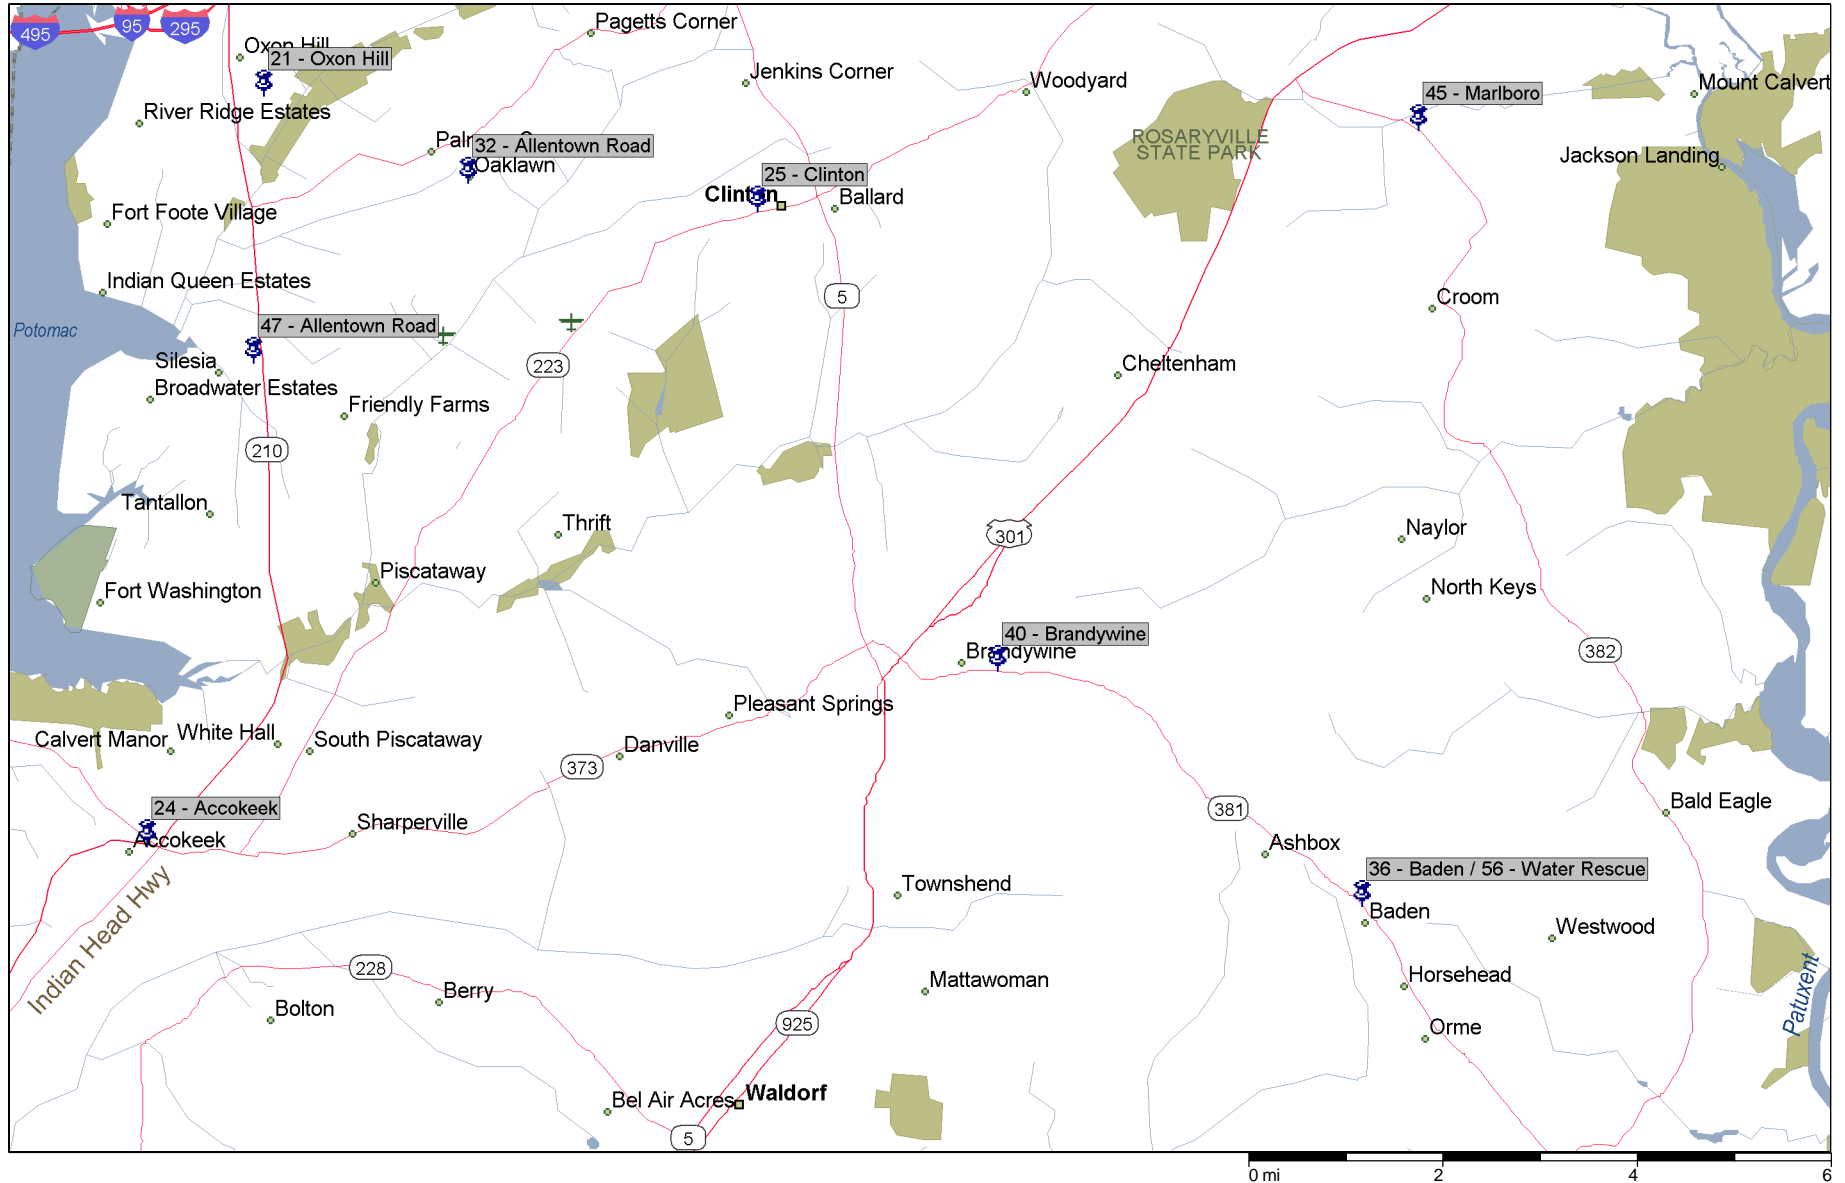 495
95
295
Pagetts Corner
21 - Oxon Hill
Jenkins Corner
Woodyard
Mount Calvert
45 - Marlboro
River Ridge Estates
ROSARYVILLE
STATE PARK
32 - Allentown Road
Oaklawn
Jackson Landing
25 - Clinton
Clinton
Ballard
Fort Foote Village
Indian Queen Estates
5
Croom
Potomac
47 - Allentown Road
Silesia
223
Cheltenham
Broadwater Estates
Friendly Farms
210
Tantallon
Thrift
301
Naylor
Piscataway
Fort Washington
North Keys
40 - Brandywine
Brandywine
382
Pleasant Springs
Calvert Manor
White Hall
South Piscataway
Danville
373
24 - Accokeek
Accokeek
Sharperville
381
Bald Eagle
Ashbox
36 - Baden / 56 - Water Rescue
Baden
Townshend
Westwood
Indian Head Hwy
228
Berry
Bolton
Mattawoman
Horsehead
Patuxent
925
Orme
Bel Air Acres
Waldorf
5
0 mi 2 4 6